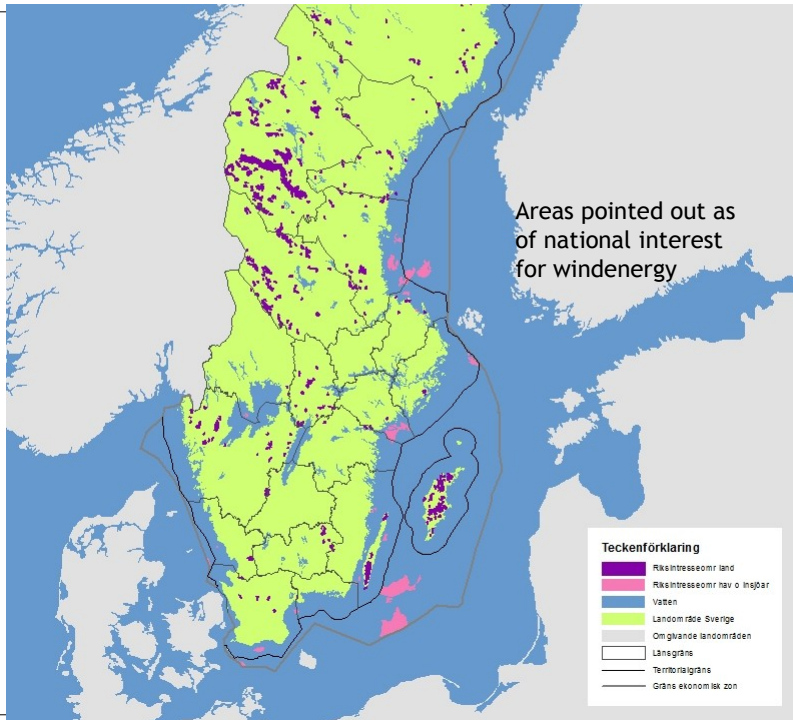 Areas pointed out as
of national interest
for windenergy
Teckenförklaring
Riksintresseomr land
Riksintresseomr hav o insjöar
Vatten
Landområde Sverige
Omgivande landområden
Länsgräns
Territorialgräns
Gräns ekonomisk zon